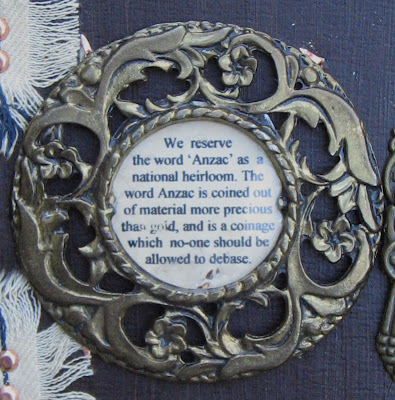 We reserve
the word ‘Anzac’ as a
national heirloom. The
word Anzac is coined out
of material more precious
than gold, and is a coinage
which no-one should be
allowed to debase.